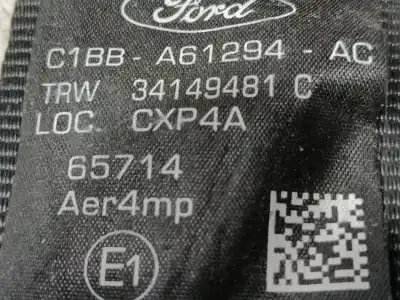 Ford
C1BB - A61294 - AC
TRW 34149481 C
LOC. CXP4A
65714
Aer4mp
E1